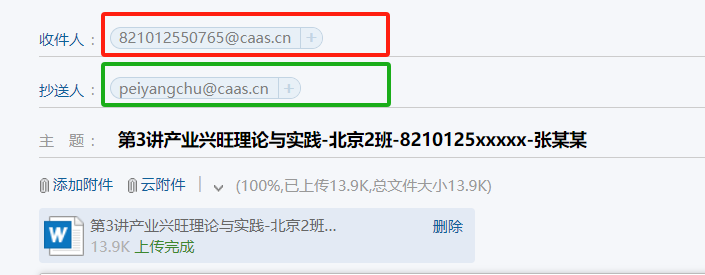 收件人： 821012550765@caas.cn +
抄送人： peiyangchu@caas.cn +
主 题： 第3讲产业兴旺理论与实践-北京2班-8210125xxxxx-张某某
添加附件 云附件 (100%,已上传13.9K,总文件大小13.9K)
W 第3讲产业兴旺理论与实践-北京2班... 删除
13.9K 上传完成